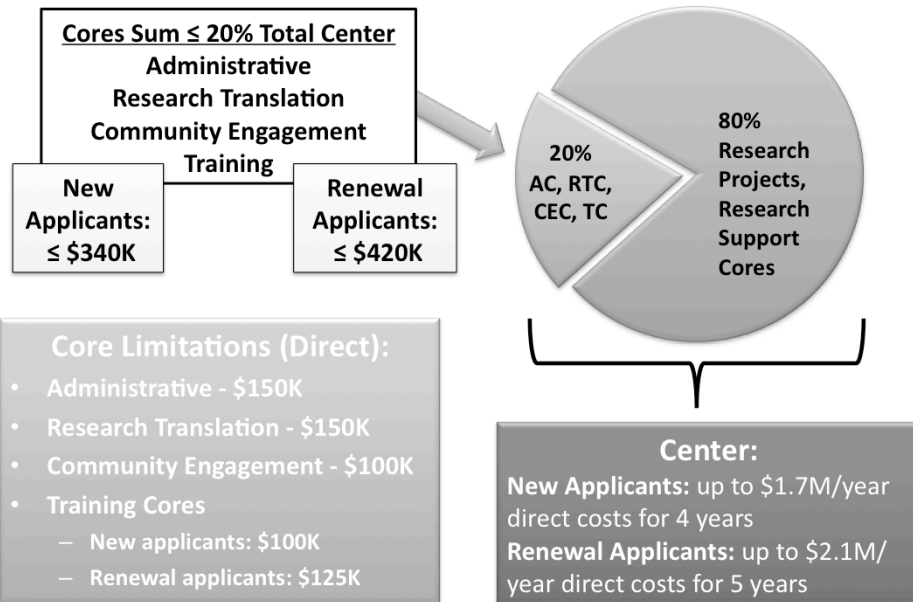 Cores Sum ≤ 20% Total Center
Administrative
Research Translation
Community Engagement
Training
New
Applicants:
≤ $340K
Renewal
Applicants:
≤ $420K
20%
AC, RTC,
CEC, TC
80%
Research
Projects,
Research
Support
Cores
Core Limitations (Direct):
• Administrative - $150K
• Research Translation - $150K
• Community Engagement - $100K
• Training Cores
– New applicants: $100K
– Renewal applicants: $125K
Center:
New Applicants: up to $1.7M/year
direct costs for 4 years
Renewal Applicants: up to $2.1M/
year direct costs for 5 years